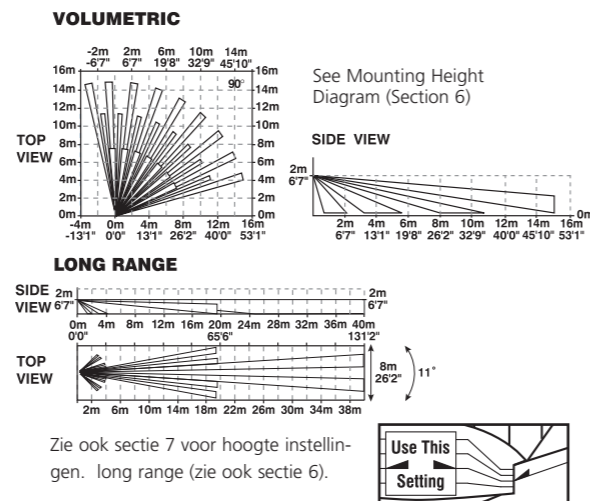 VOLUMETRIC
-2m 2m 6m 10m 14m
-6'7" 6'7" 19'8" 32'9" 45'10"
16m 16m
90°
14m 14m
12m 12m
10m 10m
TOP
VIEW
8m 8m
6m 6m
4m 4m
2m 2m
0m 0m
-4m 0m 4m 8m 12m 16m
-13'1" 0'0" 13'1" 26'2" 40'0" 53'1"
See Mounting Height
Diagram (Section 6)
SIDE VIEW
2m
6'7"
0m
2m 4m 6m 8m 10m 12m 14m 16m
6'7" 13'1" 19'8" 26'2" 32'9" 40'0" 45'10" 53'1"
LONG RANGE
SIDE
VIEW
2m 2m
6'7" 6'7"
0m 4m 8m 12m 16m 20m 24m 28m 32m 36m 40m
0'0" 65'6" 131'2"
TOP
VIEW
8m
26'2"
11°
2m 6m 10m 14m 18m 22m 26m 30m 34m 38m
Zie ook sectie 7 voor hoogte instellin-
gen. long range (zie ook sectie 6).
Use This
Setting